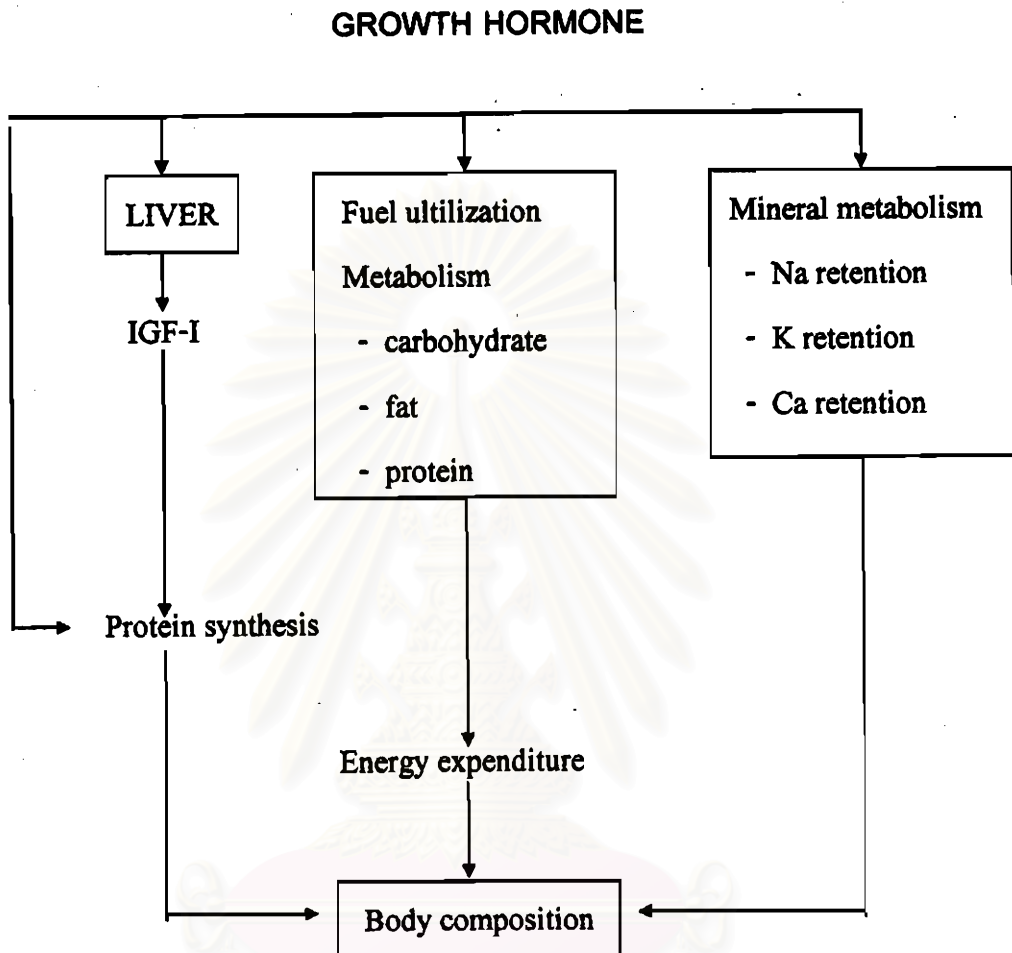 GROWTH HORMONE
LIVER
IGF-I
Protein synthesis
Fuel ultilization
Metabolism
- carbohydrate
- fat
- protein
Energy expenditure
Mineral metabolism
- Na retention
- K retention
- Ca retention
Body composition